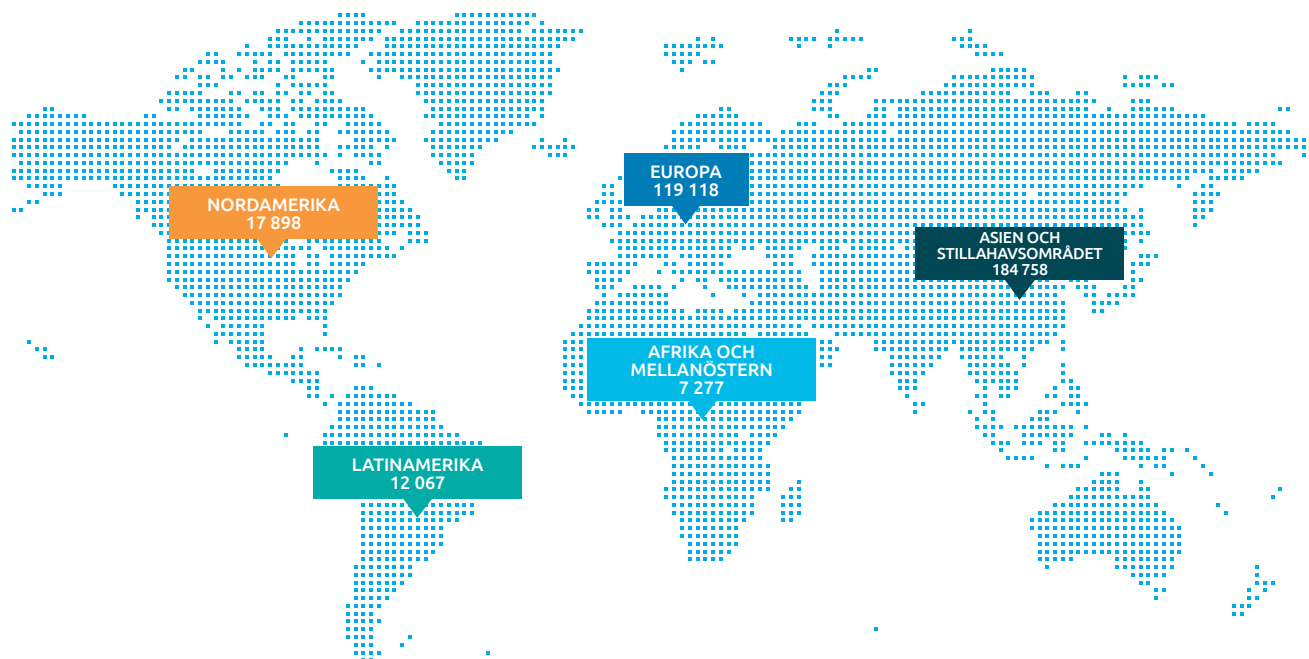 EUROPA
119 118
NORDAMERIKA
17 898
ASIEN OCH
STILLAHAVSOMRÅDET
184 758
AFRIKA OCH
MELLANÖSTERN
7 277
LATINAMERIKA
12 067